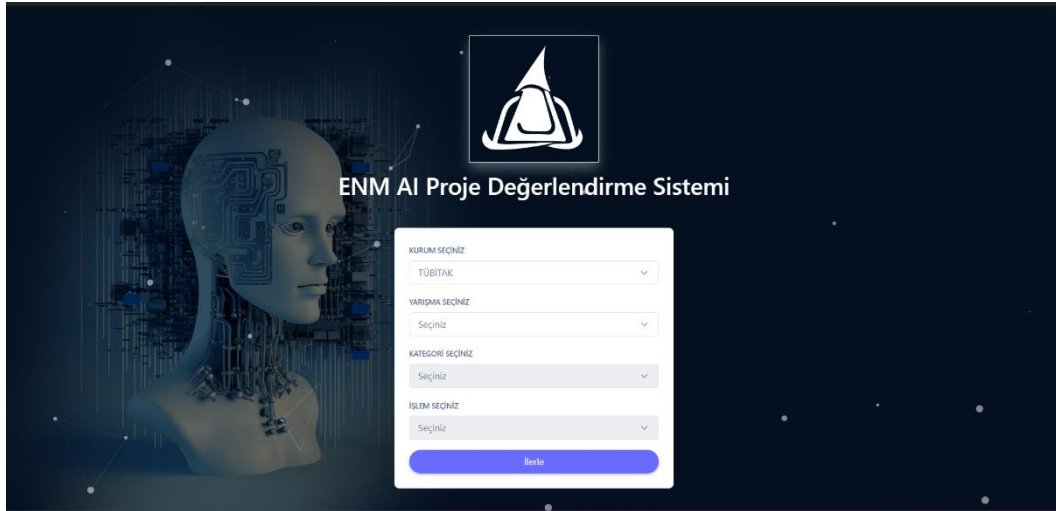 ENM AI Proje Değerlendirme Sistemi
KURUM SEÇİNİZ
TÜBİTAK
YARIŞMA SEÇİNİZ
Seçiniz
KATEGORİ SEÇİNİZ
Seçiniz
İŞLEM SEÇİNİZ
Seçiniz
İlerle